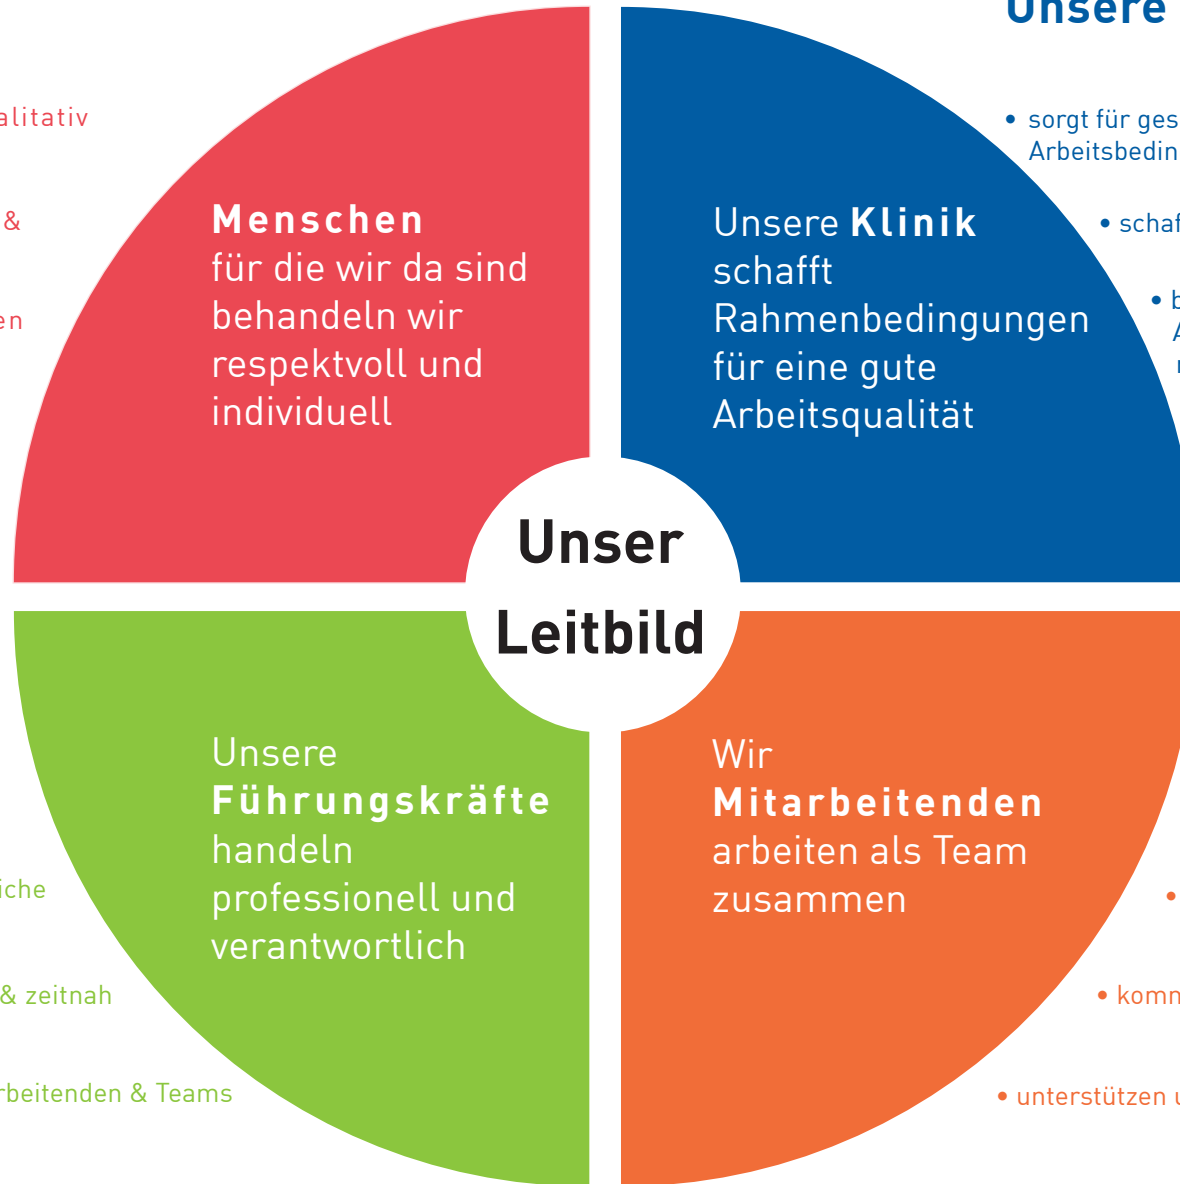 Unsere
alitativ
&
en
Menschen
für die wir da sind
behandeln wir
respektvoll und
individuell
Unsere Klinik
schafft
Rahmenbedingungen
für eine gute
Arbeitsqualität
• sorgt für ges
Arbeitsbedin
• schaf
• b
Unser
Leitbild
Unsere
Führungskräfte
handeln
professionell und
verantwortlich
iche
& zeitnah
rbeitenden & Teams
Wir
Mitarbeitenden
arbeiten als Team
zusammen
•
• komm
• unterstützen u